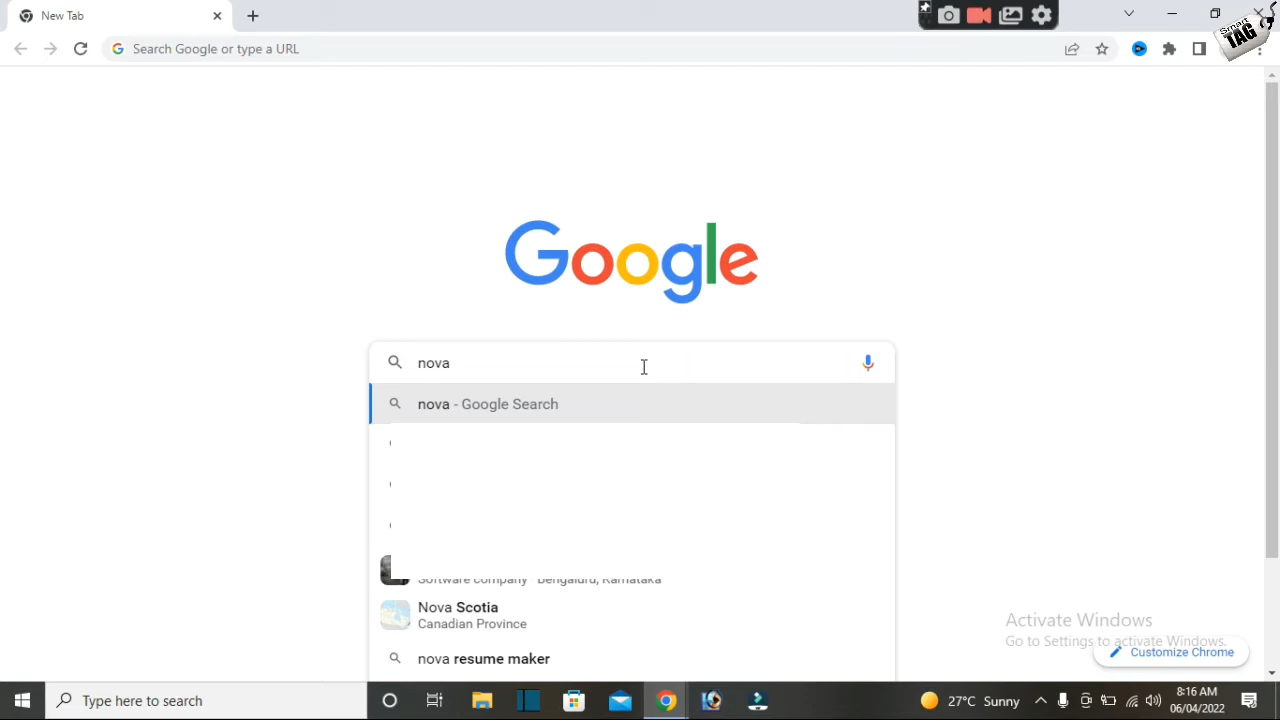 New Tab
Smart TAG
Search Google or type a URL
Google
nova
nova - Google Search
Software company · Bengaluru, Karnataka
Nova Scotia
Canadian Province
nova resume maker
Activate Windows
Go to Settings to activate Windows.
Customize Chrome
Type here to search
27°C Sunny
8:16 AM
06/04/2022